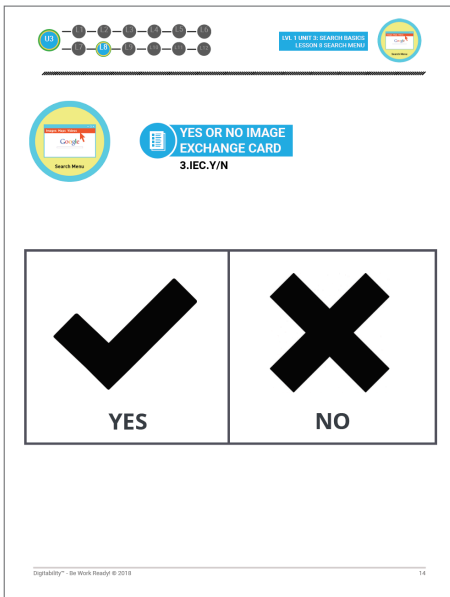 U3
L1 L2 L3 L4 L5 L6
L7 L8 L9 L10 L11 L12
LVL 1 UNIT 3: SEARCH BASICS
LESSON 8 SEARCH MENU
Google
Search Menu
YES OR NO IMAGE
EXCHANGE CARD
3.IEC.Y/N
YES
NO
Digitability™ - Be Work Ready! © 2018
14